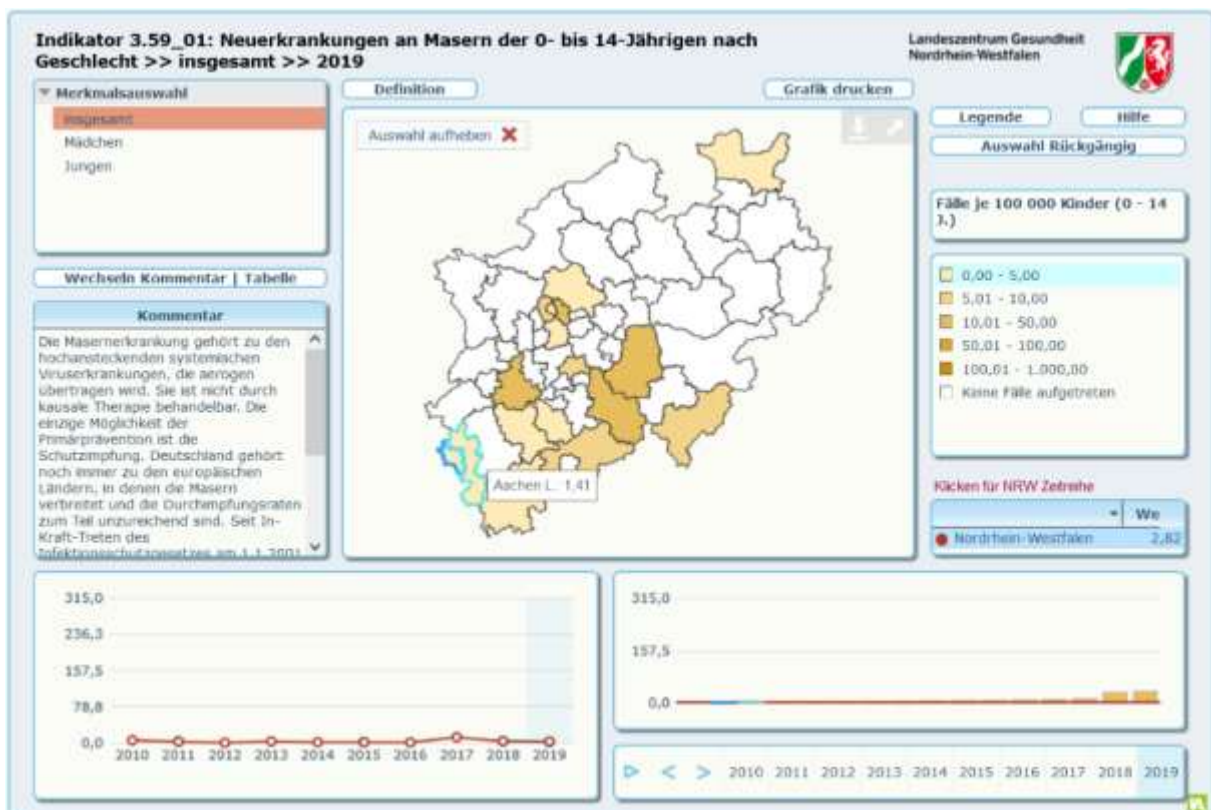 Indikator 3.59_01: Neuerkrankungen an Masern der 0- bis 14-Jährigen nach
Geschlecht >> insgesamt >> 2019
Landeszentrum Gesundheit
Nordrhein-Westfalen
Merkmalsauswahl
insgesamt
Mädchen
Jungen
Definition
Grafik drucken
Auswahl aufheben
Legende
Hilfe
Auswahl Rückgängig
Fälle je 100 000 Kinder (0 - 14
J.)
0,00 - 5,00
5,01 - 10,00
10,01 - 50,00
50,01 - 100,00
100,01 - 1.000,00
Keine Fälle aufgetreten
Wechseln Kommentar | Tabelle
Kommentar
Die Masernerkrankung gehört zu den
hochansteckenden systemischen
Viruserkrankungen, die aerogen
übertragen wird. Sie ist nicht durch
kausale Therapie behandelbar. Die
einzige Möglichkeit der
Primärprävention ist die
Schutzimpfung. Deutschland gehört
noch immer zu den europäischen
Ländern, in denen die Masern
verbreitet und die Durchimpfungsraten
zum Teil unzureichend sind. Seit In-
Kraft-Treten des
Infektionsschutzgesetzes am 1.1.2001
Aachen L. 1,41
Klicken für NRW Zeitreihe
We
Nordrhein-Westfalen 2,82
315,0
236,3
157,5
78,8
0,0
2010 2011 2012 2013 2014 2015 2016 2017 2018 2019
315,0
157,5
0,0
2010 2011 2012 2013 2014 2015 2016 2017 2018 2019